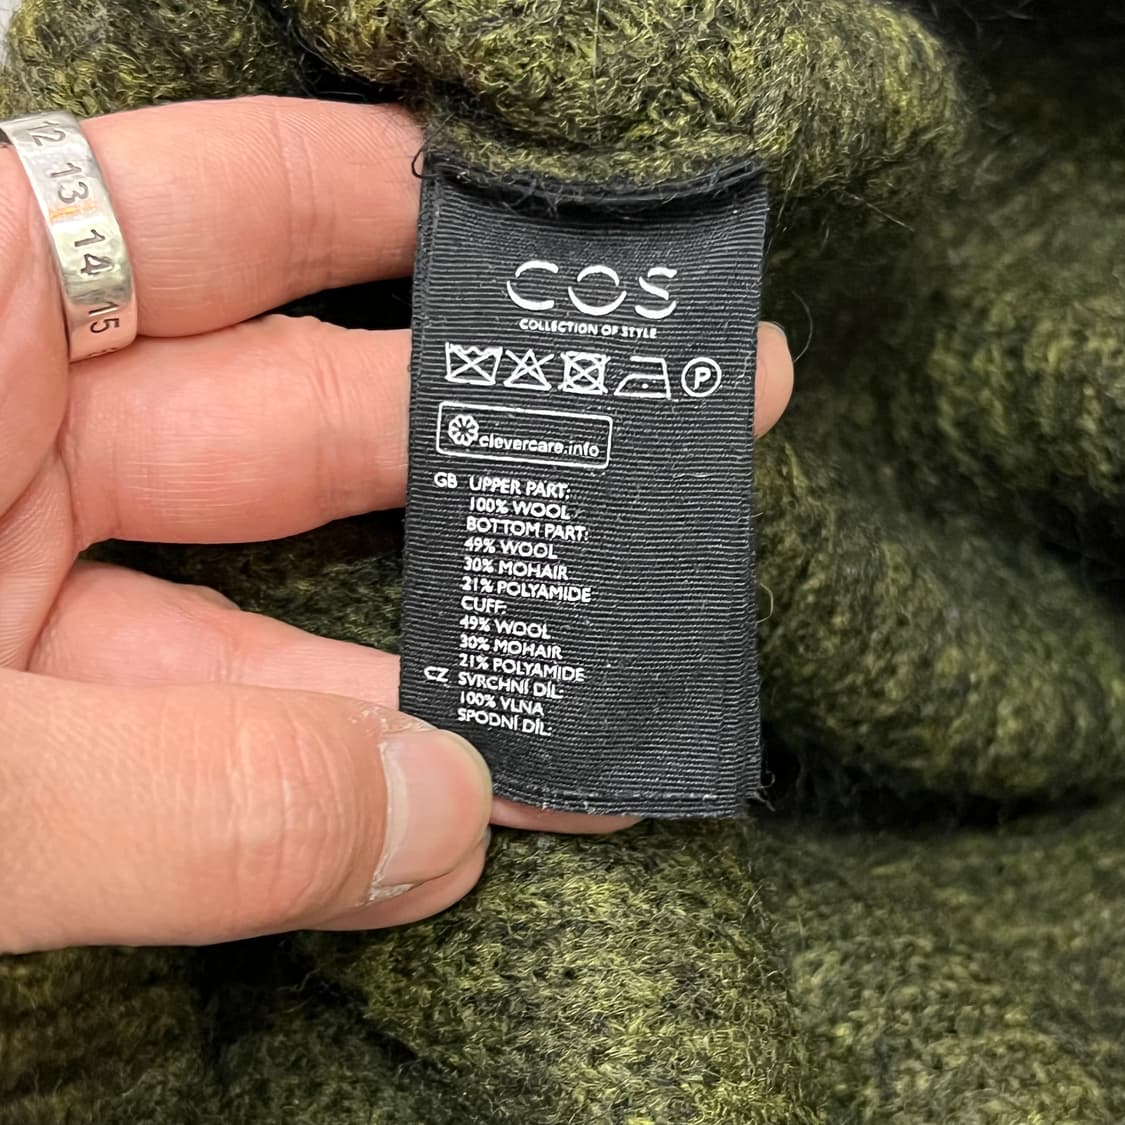 12
13
14
15
COS
COLLECTION OF STYLE
P
clevercare.info
GB UPPER PART:
100% WOOL
BOTTOM PART:
49% WOOL
30% MOHAIR
21% POLYAMIDE
CUFF:
49% WOOL
30% MOHAIR
21% POLYAMIDE
CZ SVRCHNÍ DÍL:
100% VLNA
SPODNÍ DÍL: